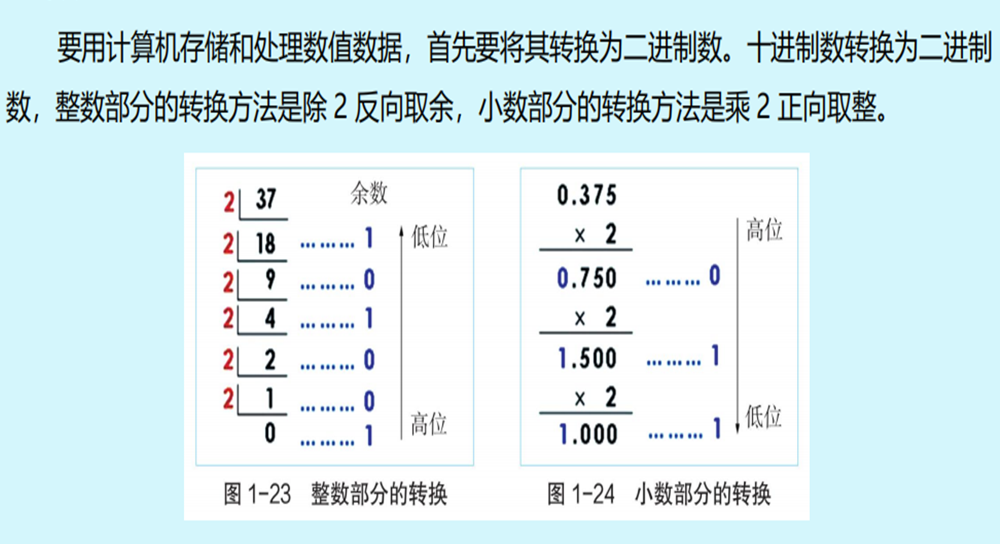 要用计算机存储和处理数值数据，首先要将其转换为二进制数。十进制数转换为二进制
数，整数部分的转换方法是除 2 反向取余，小数部分的转换方法是乘 2 正向取整。
余数
2 37
2 18 ……… 1 低位
2 9 ……… 0
2 4 ……… 1
2 2 ……… 0
2 1 ……… 0
0 ……… 1 高位
图 1-23 整数部分的转换
0.375
× 2 高位
0.750 ……… 0
× 2
1.500 ……… 1
× 2
1.000 ……… 1 低位
图 1-24 小数部分的转换